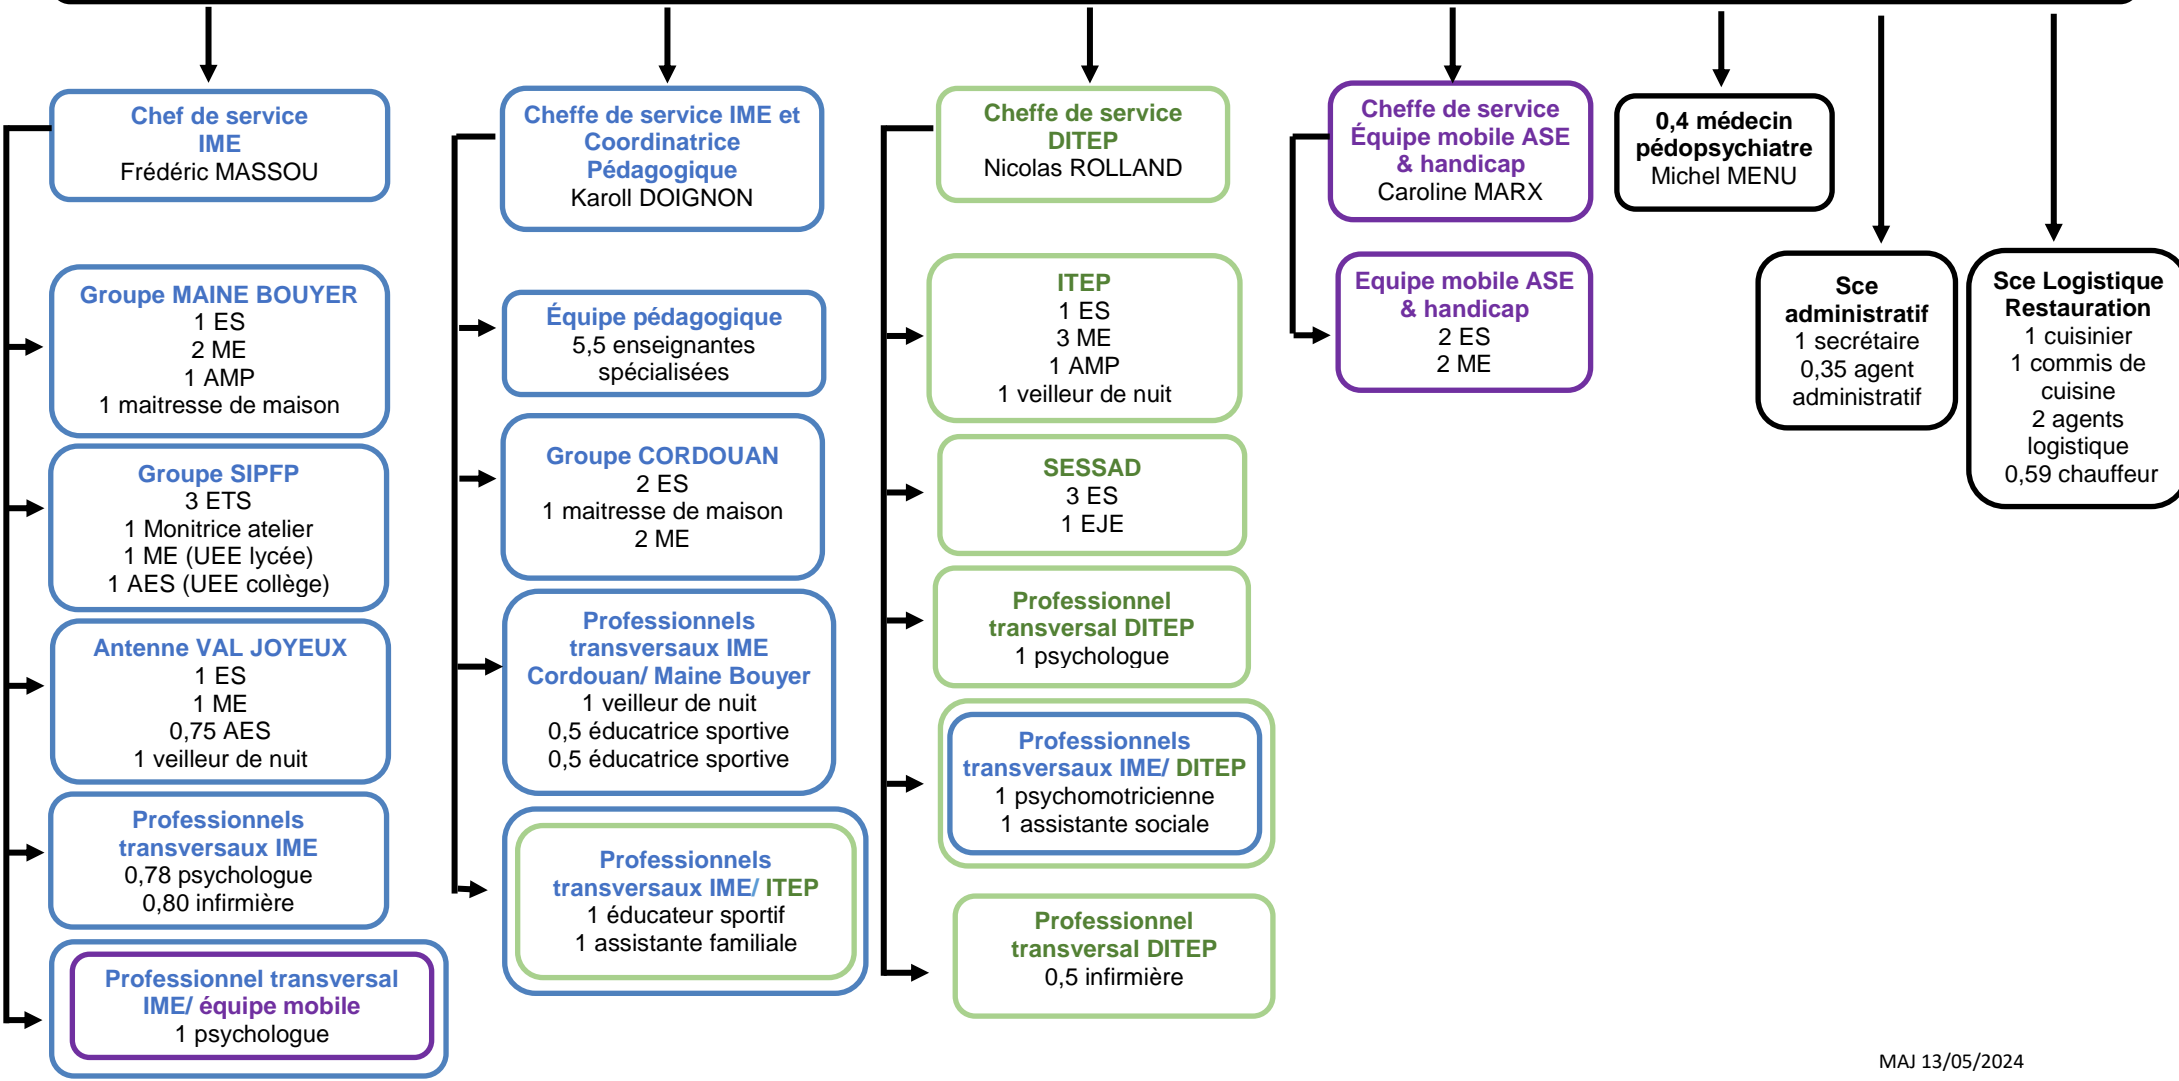 Chef de service
IME
Frédéric MASSOU
Groupe MAINE BOUYER
1 ES
2 ME
1 AMP
1 maitresse de maison
Groupe SIPFP
3 ETS
1 Monitrice atelier
1 ME (UEE lycée)
1 AES (UEE collège)
Antenne VAL JOYEUX
1 ES
1 ME
0,75 AES
1 veilleur de nuit
Professionnels
transversaux IME
0,78 psychologue
0,80 infirmière
Professionnel transversal
IME/ équipe mobile
1 psychologue
Cheffe de service IME et
Coordinatrice
Pédagogique
Karoll DOIGNON
Équipe pédagogique
5,5 enseignantes
spécialisées
Groupe CORDOUAN
2 ES
1 maitresse de maison
2 ME
Professionnels
transversaux IME
Cordouan/ Maine Bouyer
1 veilleur de nuit
0,5 éducatrice sportive
0,5 éducatrice sportive
Professionnels
transversaux IME/ ITEP
1 éducateur sportif
1 assistante familiale
Cheffe de service
DITEP
Nicolas ROLLAND
ITEP
1 ES
3 ME
1 AMP
1 veilleur de nuit
SESSAD
3 ES
1 EJE
Professionnel
transversal DITEP
1 psychologue
Professionnels
transversaux IME/ DITEP
1 psychomotricienne
1 assistante sociale
Professionnel
transversal DITEP
0,5 infirmière
Cheffe de service
Équipe mobile ASE
& handicap
Caroline MARX
Equipe mobile ASE
& handicap
2 ES
2 ME
0,4 médecin
pédopsychiatre
Michel MENU
Sce
administratif
1 secrétaire
0,35 agent
administratif
Sce Logistique
Restauration
1 cuisinier
1 commis de
cuisine
2 agents
logistique
0,59 chauffeur
MAJ 13/05/2024